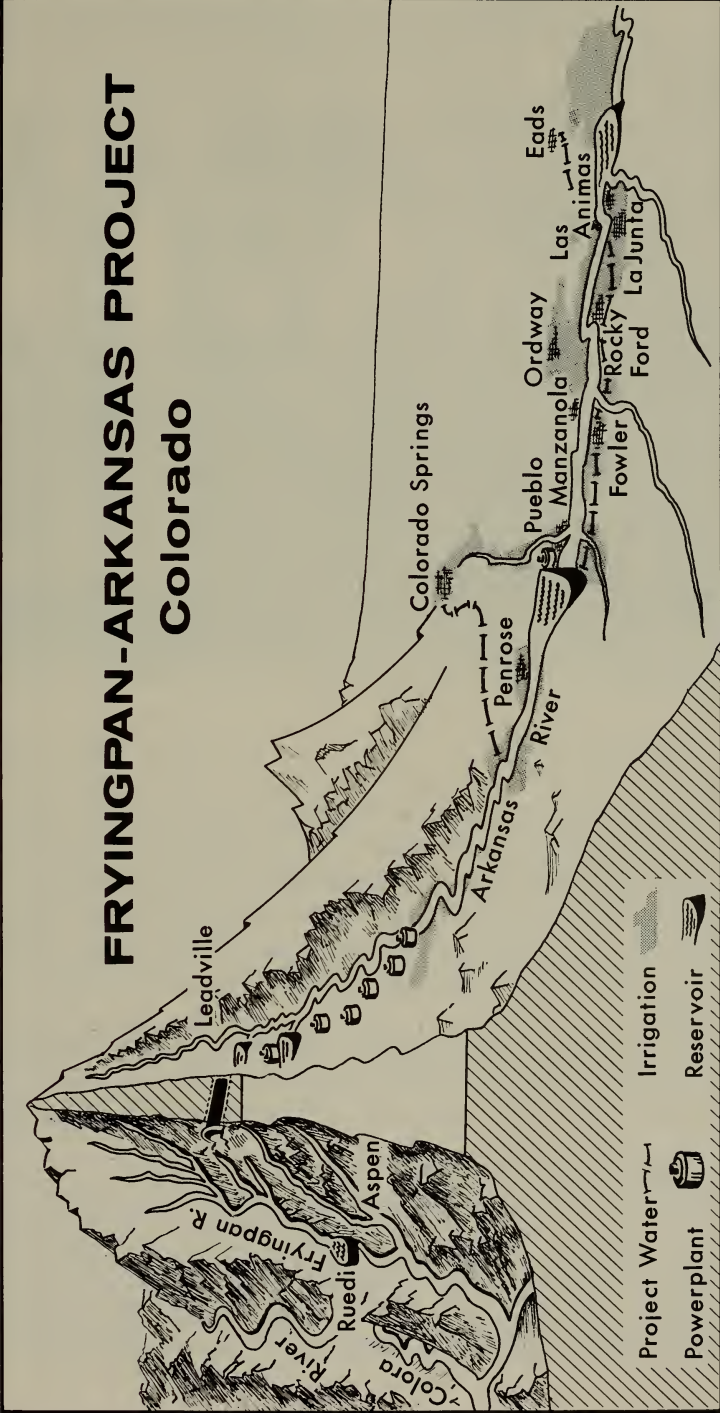 FRYINGPAN-ARKANSAS PROJECT
Colorado
Leadville
Colorado Springs
Fryingpan R.
Aspen
Ruedi
River
Colora
Arkansas
River
Penrose
Pueblo
Manzanola
Ordway
Las
Animas
Eads
Fowler
Rocky
Ford
La Junta
Project Water
Irrigation
Powerplant
Reservoir